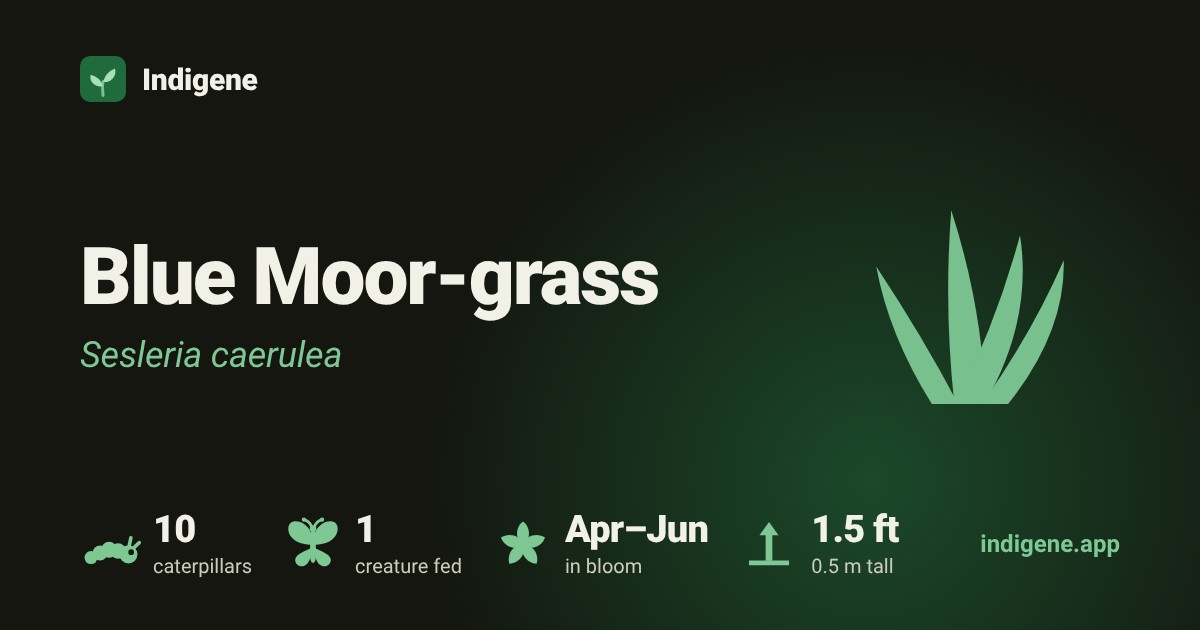 Indigene
Blue Moor-grass
Sesleria caerulea
10
caterpillars
1
creature fed
Apr–Jun
in bloom
1.5 ft
0.5 m tall
indigene.app